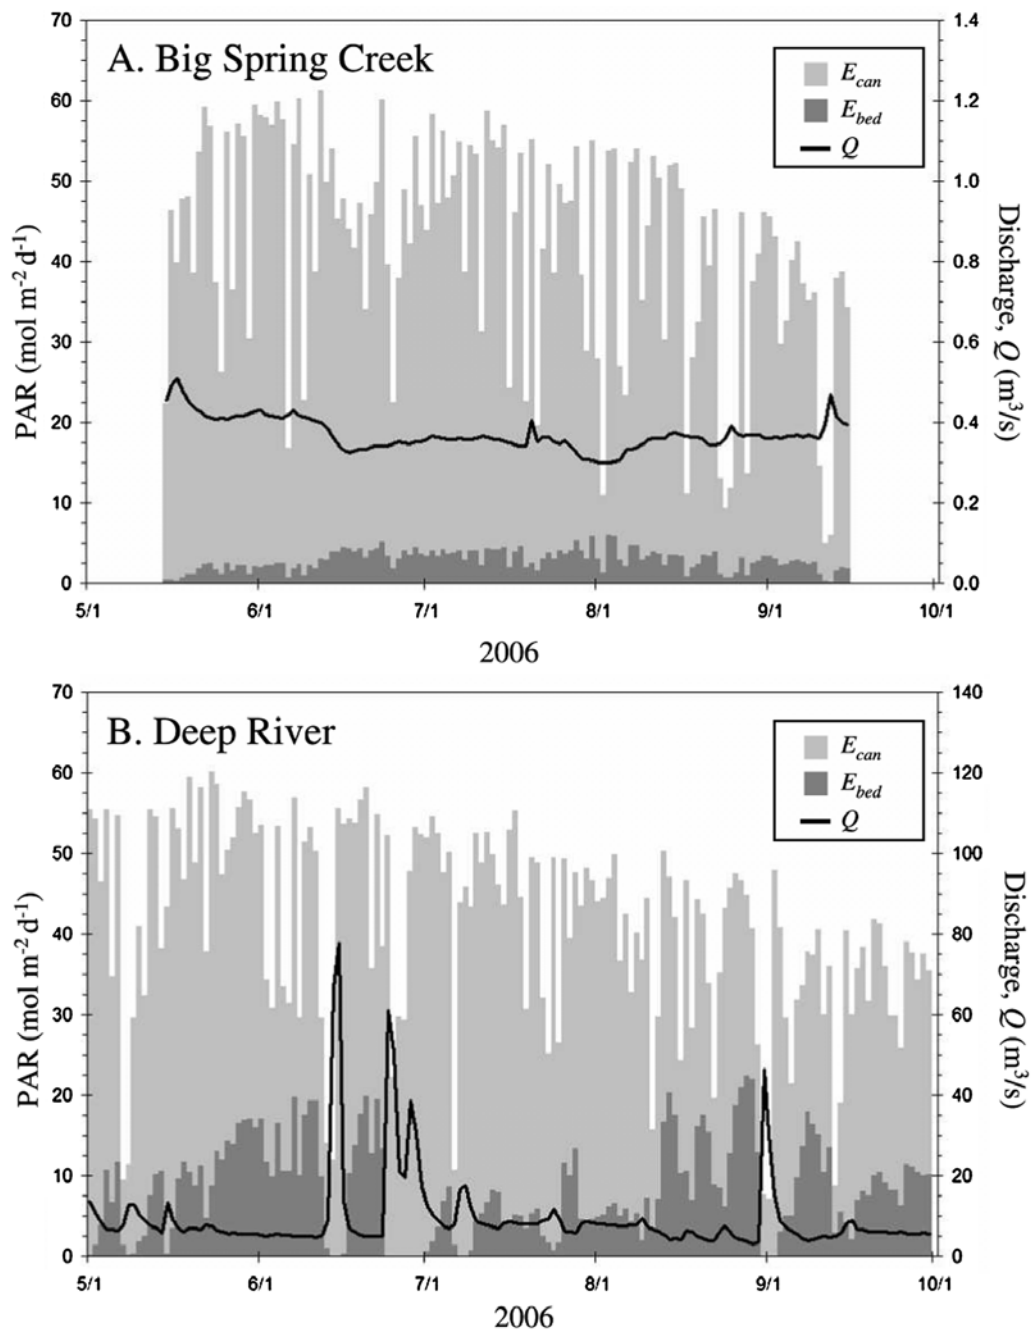 A. Big Spring Creek
E_can
E_bed
Q
PAR (mol m⁻² d⁻¹)
70
60
50
40
30
20
10
0
Discharge, Q (m³/s)
1.4
1.2
1.0
0.8
0.6
0.4
0.2
0.0
5/1 6/1 7/1 8/1 9/1 10/1
2006
B. Deep River
E_can
E_bed
Q
PAR (mol m⁻² d⁻¹)
70
60
50
40
30
20
10
0
Discharge, Q (m³/s)
140
120
100
80
60
40
20
0
5/1 6/1 7/1 8/1 9/1 10/1
2006